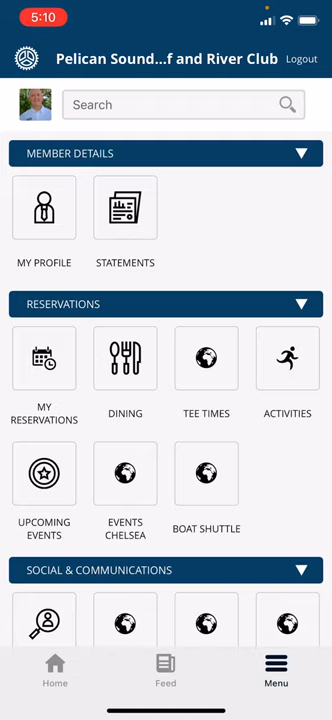 5:10
Pelican Sound...f and River Club
Logout
Search
MEMBER DETAILS
MY PROFILE
STATEMENTS
RESERVATIONS
MY
RESERVATIONS
DINING
TEE TIMES
ACTIVITIES
UPCOMING
EVENTS
EVENTS
CHELSEA
BOAT SHUTTLE
SOCIAL & COMMUNICATIONS
Home
Feed
Menu